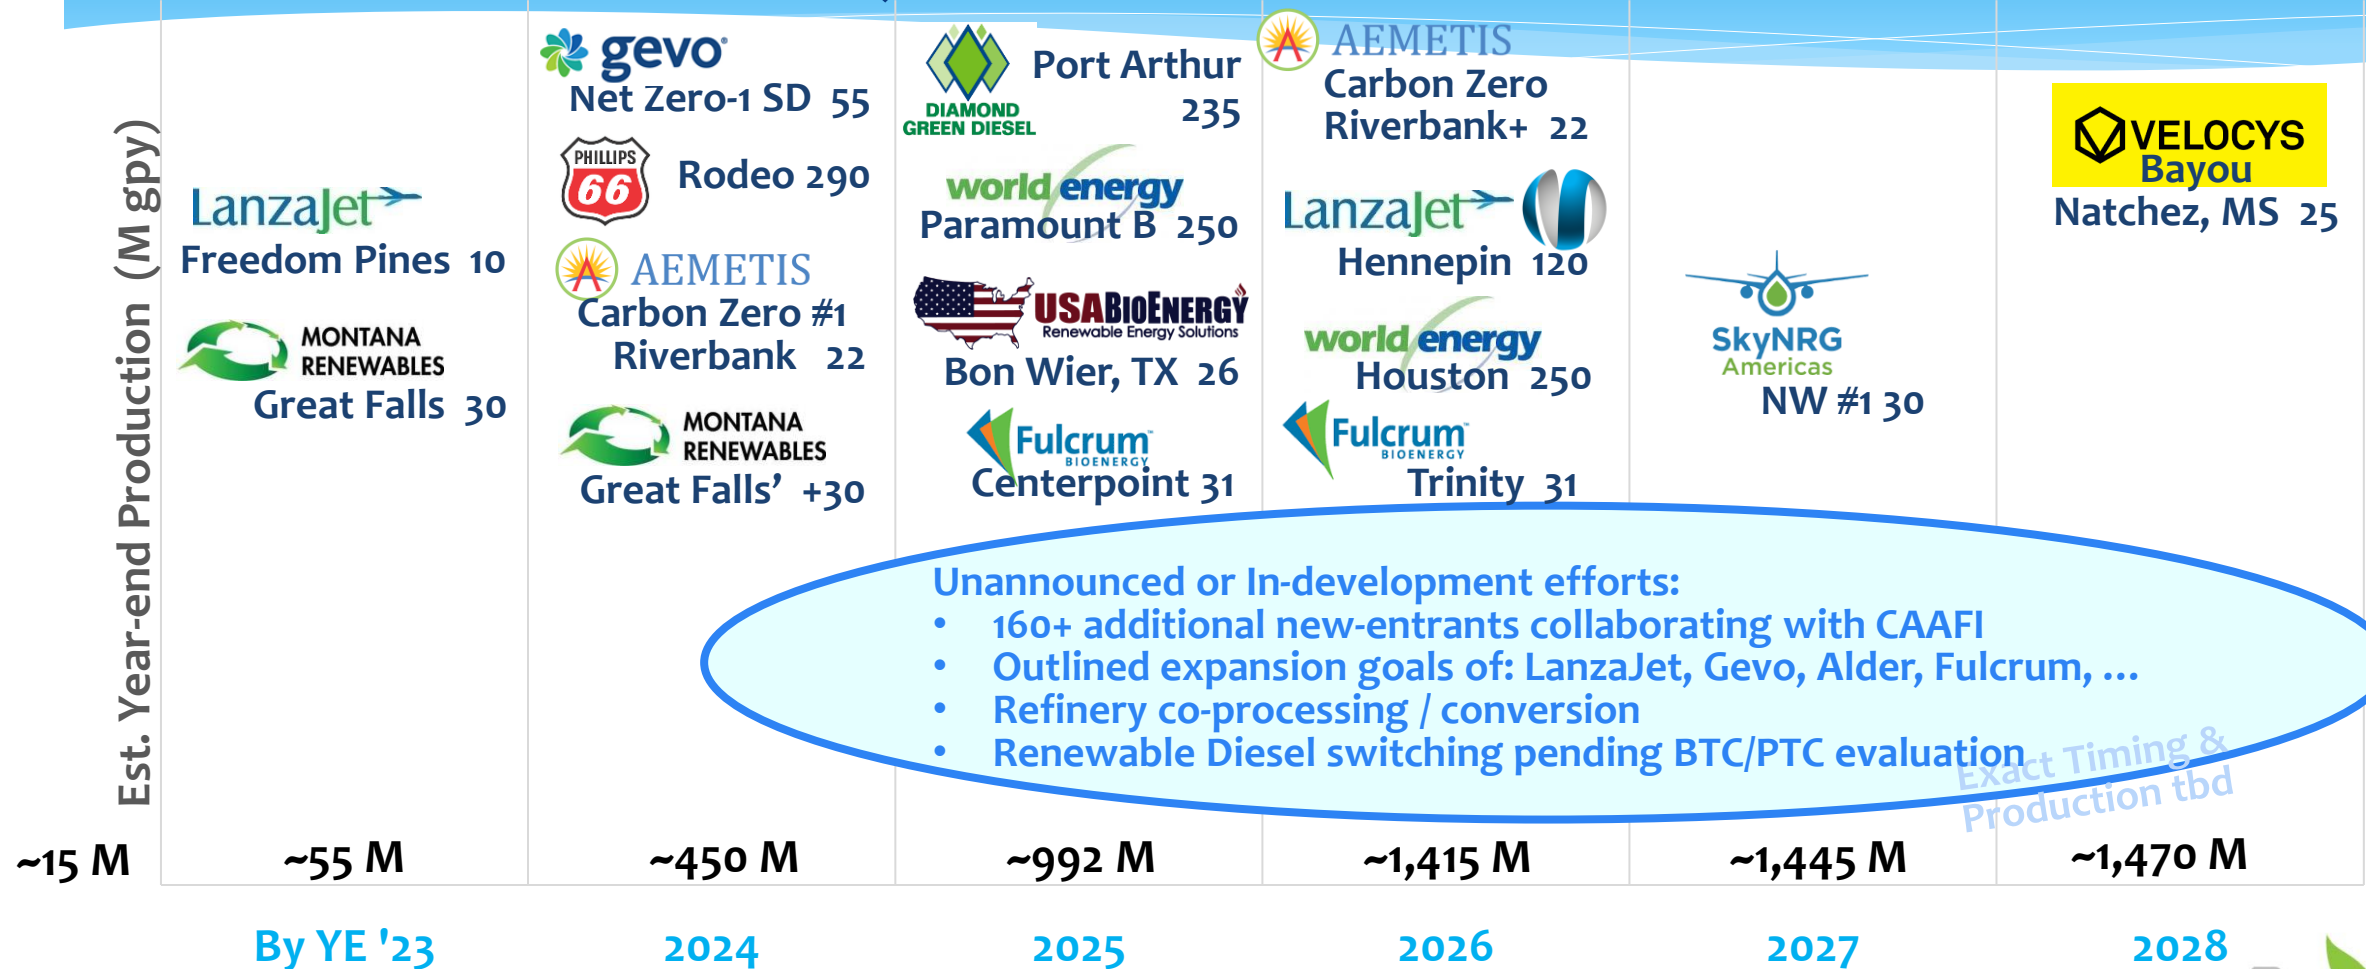 Est. Year-end Production (M gpy)
LanzaJet
Freedom Pines 10
MONTANA
RENEWABLES
Great Falls 30
gevo
Net Zero-1 SD 55
PHILLIPS
66
Rodeo 290
AEMETIS
Carbon Zero #1
Riverbank 22
MONTANA
RENEWABLES
Great Falls’ +30
DIAMOND
GREEN DIESEL
Port Arthur
235
world energy
Paramount B 250
USABIOENERGY
Renewable Energy Solutions
Bon Wier, TX 26
Fulcrum™
BIOENERGY
Centerpoint 31
AEMETIS
Carbon Zero
Riverbank+ 22
LanzaJet
Hennepin 120
world energy
Houston 250
Fulcrum™
BIOENERGY
Trinity 31
SkyNRG
Americas
NW #1 30
VELOCYS
Bayou
Natchez, MS 25
Unannounced or In-development efforts:
• 160+ additional new-entrants collaborating with CAAFI
• Outlined expansion goals of: LanzaJet, Gevo, Alder, Fulcrum, …
• Refinery co-processing / conversion
• Renewable Diesel switching pending BTC/PTC evaluation
Exact Timing &
Production tbd
~15 M
~55 M
~450 M
~992 M
~1,415 M
~1,445 M
~1,470 M
By YE '23
2024
2025
2026
2027
2028